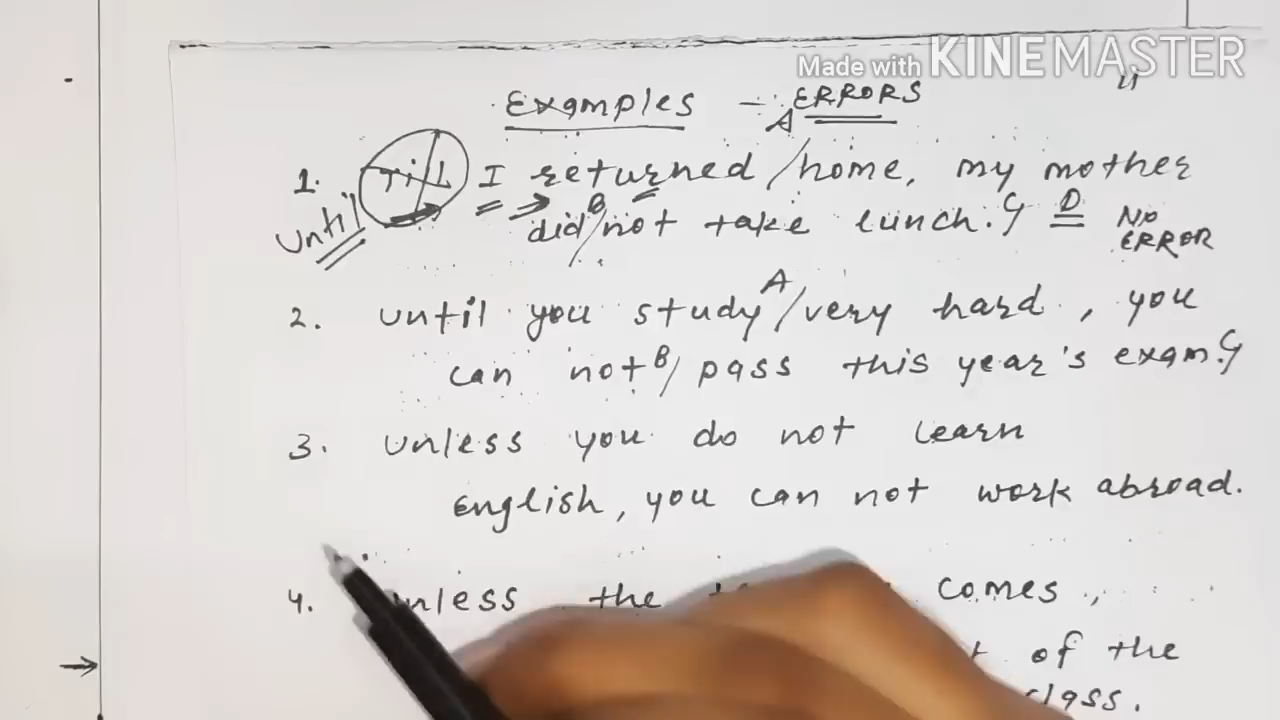 Made with KINEMASTER
Examples - ERRORS
A
1. Till I returned /home, my mother
until
B
did/not take lunch. C D NO
ERROR
A
2. until you study/very hard, you
can not B/ pass this year's exam. C
3. unless you do not learn
English, you can not work abroad.
4. unless the comes,
of the
class.